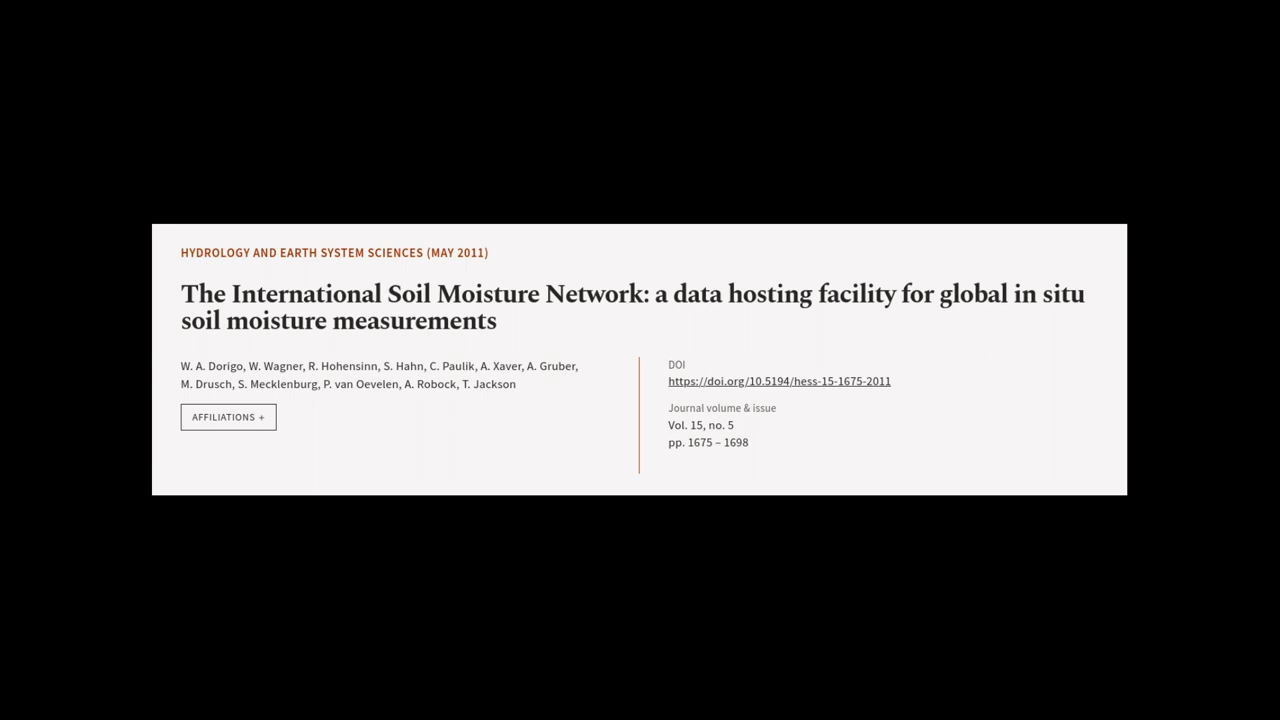 HYDROLOGY AND EARTH SYSTEM SCIENCES (MAY 2011)
The International Soil Moisture Network: a data hosting facility for global in situ
soil moisture measurements
W. A. Dorigo, W. Wagner, R. Hohensinn, S. Hahn, C. Paulik, A. Xaver, A. Gruber,
M. Drusch, S. Mecklenburg, P. van Oevelen, A. Robock, T. Jackson
AFFILIATIONS +
DOI
https://doi.org/10.5194/hess-15-1675-2011
Journal volume & issue
Vol. 15, no. 5
pp. 1675 – 1698